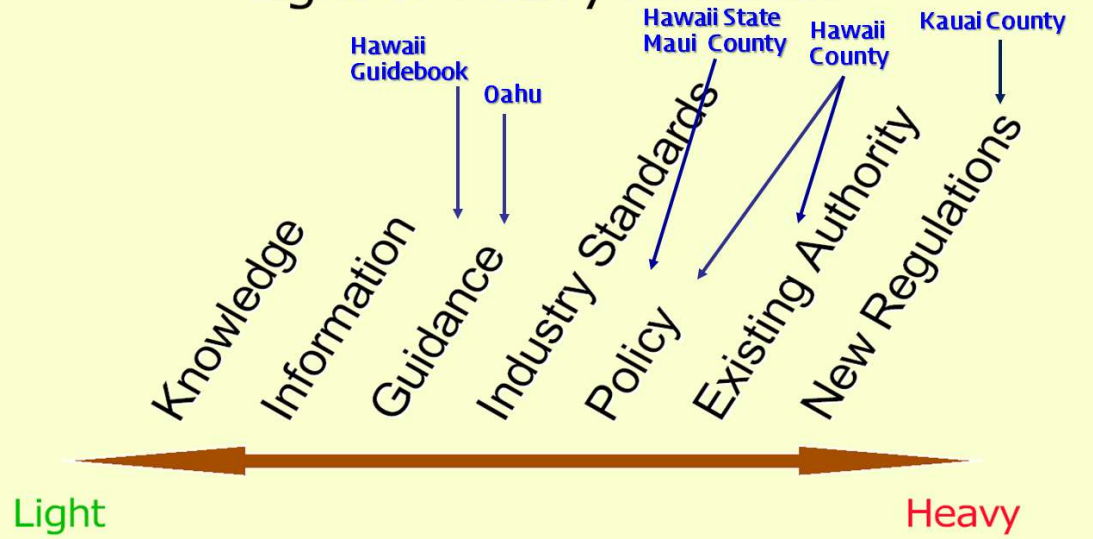 Hawaii
Guidebook
Oahu
Hawaii State
Maui County
Hawaii
County
Kauai County
Knowledge
Information
Guidance
Industry Standards
Policy
Existing Authority
New Regulations
Light
Heavy